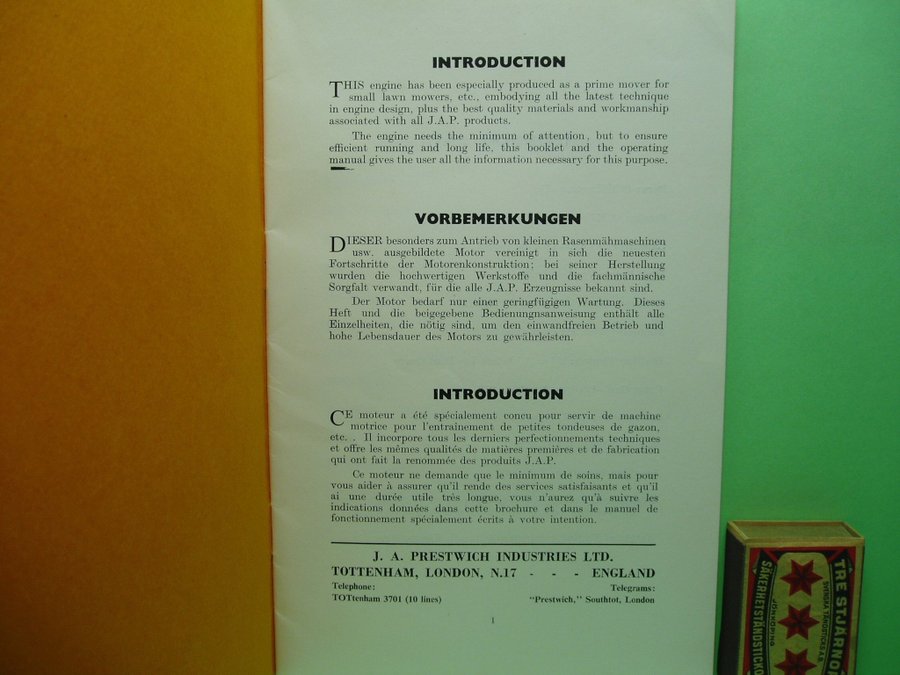 INTRODUCTION
THIS engine has been especially produced as a prime mover for
small lawn mowers, etc., embodying all the latest technique
in engine design, plus the best quality materials and workmanship
associated with all J.A.P. products.
The engine needs the minimum of attention, but to ensure
efficient running and long life, this booklet and the operating
manual gives the user all the information necessary for this purpose.
VORBEMERKUNGEN
DIESER besonders zum Antrieb von kleinen Rasenmähmaschinen
usw. ausgebildete Motor vereinigt in sich die neuesten
Fortschritte der Motorenkonstruktion; bei seiner Herstellung
wurden die hochwertigen Werkstoffe und die fachmännische
Sorgfalt verwandt, für die alle J.A.P. Erzeugnisse bekannt sind.
Der Motor bedarf nur einer geringfügigen Wartung. Dieses
Heft und die beigegebene Bedienungnsanweisung enthält alle
Einzelheiten, die nötig sind, um den einwandfreien Betrieb und
hohe Lebensdauer des Motors zu gewährleisten.
INTRODUCTION
CE moteur a été spécialement concu pour servir de machine
motrice pour l'entrainement de petites tondeuses de gazon,
etc. . Il incorpore tous les derniers perfectionnements techniques
et offre les mêmes qualités de matières premières et de fabrication
qui ont fait la renommée des produits J.A.P.
Ce moteur ne demande que le minimum de soins, mais pour
vous aider à assurer qu'il rende des services satisfaisants et qu'il
ai une durée utile très longue, vous n'aurez qu'à suivre les
indications données dans cette brochure et dans le manuel de
fonctionnement spécialement écrits à votre intention.
J. A. PRESTWICH INDUSTRIES LTD.
TOTTENHAM, LONDON, N.17 - - - ENGLAND
Telephone: Telegrams:
TOTtenham 3701 (10 lines) "Prestwich," Southtot, London
1
TRE STJÄRNOR
SVENSKA TÄNDSTICKS A.B.
JÖNKÖPING
SÄKERHETSTÄNDSTICKO